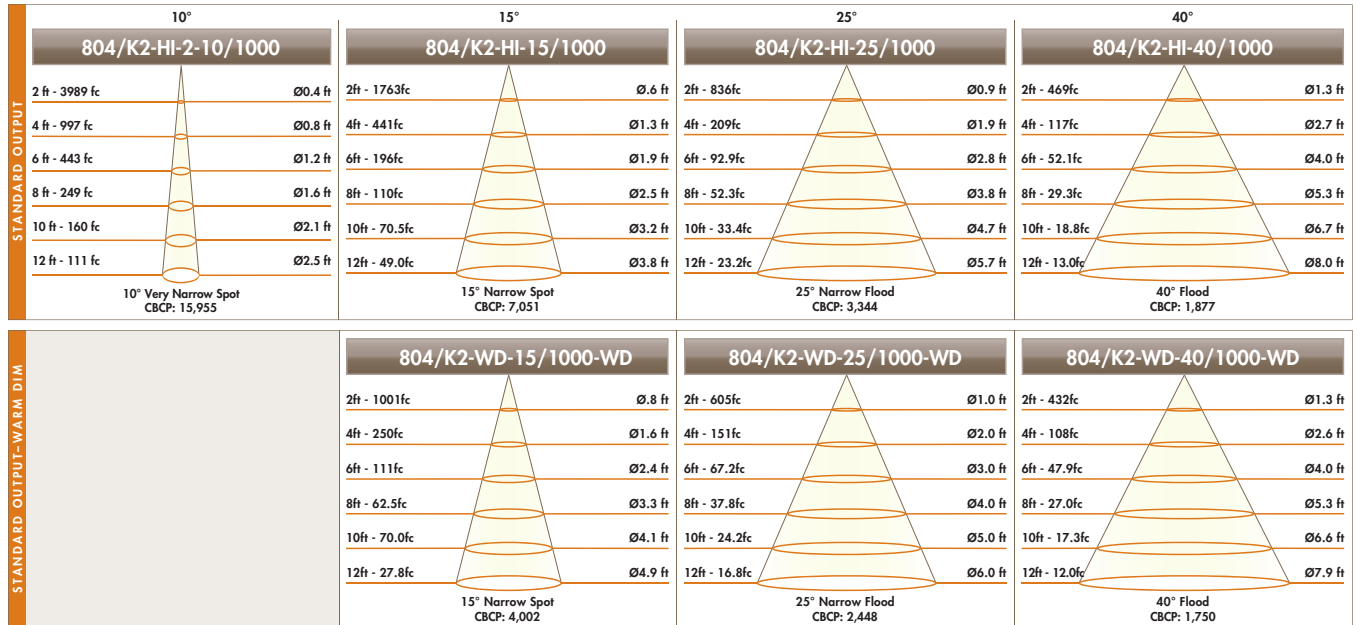 10°
15°
25°
40°
STANDARD OUTPUT
804/K2-HI-2-10/1000
2 ft - 3989 fc Ø0.4 ft
4 ft - 997 fc Ø0.8 ft
6 ft - 443 fc Ø1.2 ft
8 ft - 249 fc Ø1.6 ft
10 ft - 160 fc Ø2.1 ft
12 ft - 111 fc Ø2.5 ft
10° Very Narrow Spot
CBCP: 15,955
804/K2-HI-15/1000
2ft - 1763fc Ø.6 ft
4ft - 441fc Ø1.3 ft
6ft - 196fc Ø1.9 ft
8ft - 110fc Ø2.5 ft
10ft - 70.5fc Ø3.2 ft
12ft - 49.0fc Ø3.8 ft
15° Narrow Spot
CBCP: 7,051
804/K2-HI-25/1000
2ft - 836fc Ø0.9 ft
4ft - 209fc Ø1.9 ft
6ft - 92.9fc Ø2.8 ft
8ft - 52.3fc Ø3.8 ft
10ft - 33.4fc Ø4.7 ft
12ft - 23.2fc Ø5.7 ft
25° Narrow Flood
CBCP: 3,344
804/K2-HI-40/1000
2ft - 469fc Ø1.3 ft
4ft - 117fc Ø2.7 ft
6ft - 52.1fc Ø4.0 ft
8ft - 29.3fc Ø5.3 ft
10ft - 18.8fc Ø6.7 ft
12ft - 13.0fc Ø8.0 ft
40° Flood
CBCP: 1,877
STANDARD OUTPUT–WARM DIM
804/K2-WD-15/1000-WD
2ft - 1001fc Ø.8 ft
4ft - 250fc Ø1.6 ft
6ft - 111fc Ø2.4 ft
8ft - 62.5fc Ø3.3 ft
10ft - 70.0fc Ø4.1 ft
12ft - 27.8fc Ø4.9 ft
15° Narrow Spot
CBCP: 4,002
804/K2-WD-25/1000-WD
2ft - 605fc Ø1.0 ft
4ft - 151fc Ø2.0 ft
6ft - 67.2fc Ø3.0 ft
8ft - 37.8fc Ø4.0 ft
10ft - 24.2fc Ø5.0 ft
12ft - 16.8fc Ø6.0 ft
25° Narrow Flood
CBCP: 2,448
804/K2-WD-40/1000-WD
2ft - 432fc Ø1.3 ft
4ft - 108fc Ø2.6 ft
6ft - 47.9fc Ø4.0 ft
8ft - 27.0fc Ø5.3 ft
10ft - 17.3fc Ø6.6 ft
12ft - 12.0fc Ø7.9 ft
40° Flood
CBCP: 1,750